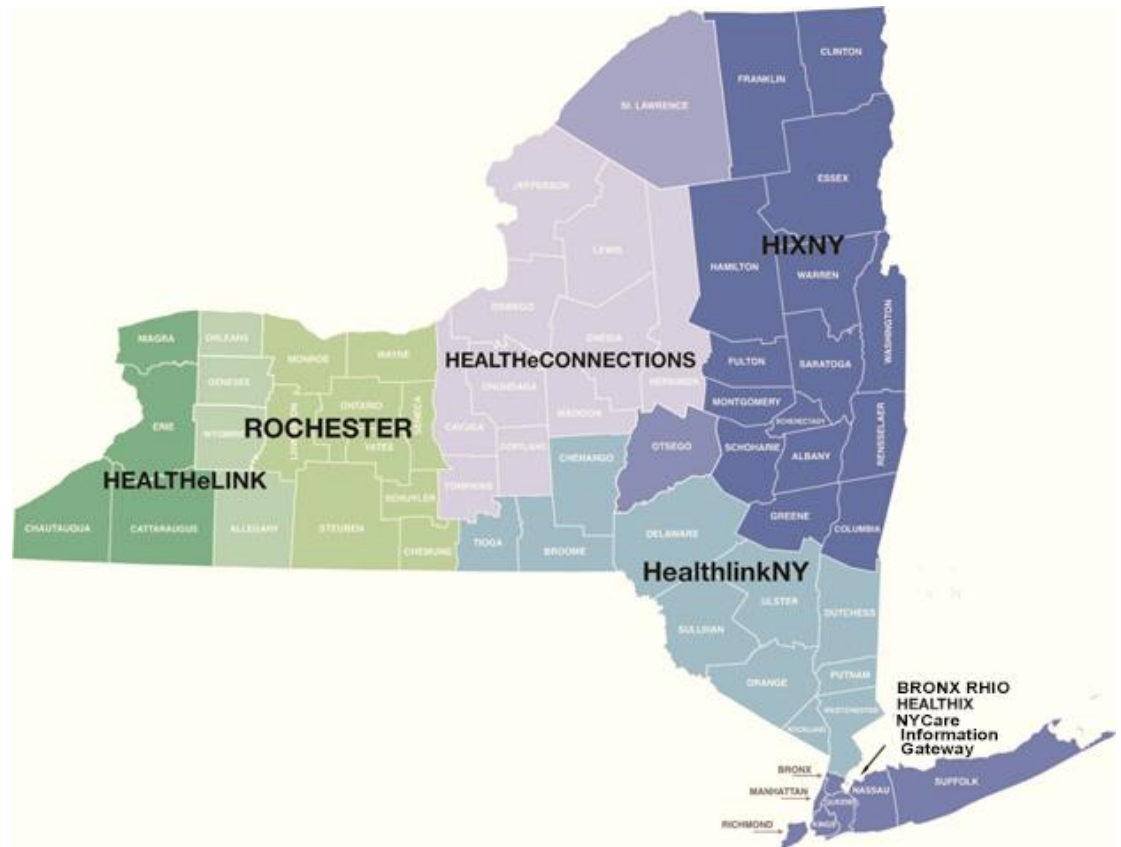 CLINTON
FRANKLIN
ST. LAWRENCE
ESSEX
JEFFERSON
LEWIS
HIXNY
HAMILTON
WARREN
WASHINGTON
OSWEGO
ONEIDA
HERKIMER
FULTON
SARATOGA
NIAGRA
ORLEANS
MONROE
WAYNE
HEALTHeCONNECTIONS
GENESEE
ONONDAGA
MADISON
MONTGOMERY
SCHENECTADY
ERIE
WYOMING
ROCHESTER
LIVINGSTON
ONTARIO
YATES
SENECA
CAYUGA
CORTLAND
CHENANGO
OTSEGO
SCHOHARIE
ALBANY
RENSSELAER
HEALTHeLINK
TOMPKINS
SCHUYLER
CHAUTAUQUA
CATTARAUGUS
ALLEGANY
STEUBEN
CHEMUNG
TIOGA
BROOME
DELAWARE
GREENE
COLUMBIA
HealthlinkNY
ULSTER
DUTCHESS
SULLIVAN
ORANGE
PUTNAM
WESTCHESTER
ROCKLAND
BRONX RHIO
HEALTHIX
NYCare
Information
Gateway
BRONX
MANHATTAN
RICHMOND
QUEENS
KINGS
NASSAU
SUFFOLK